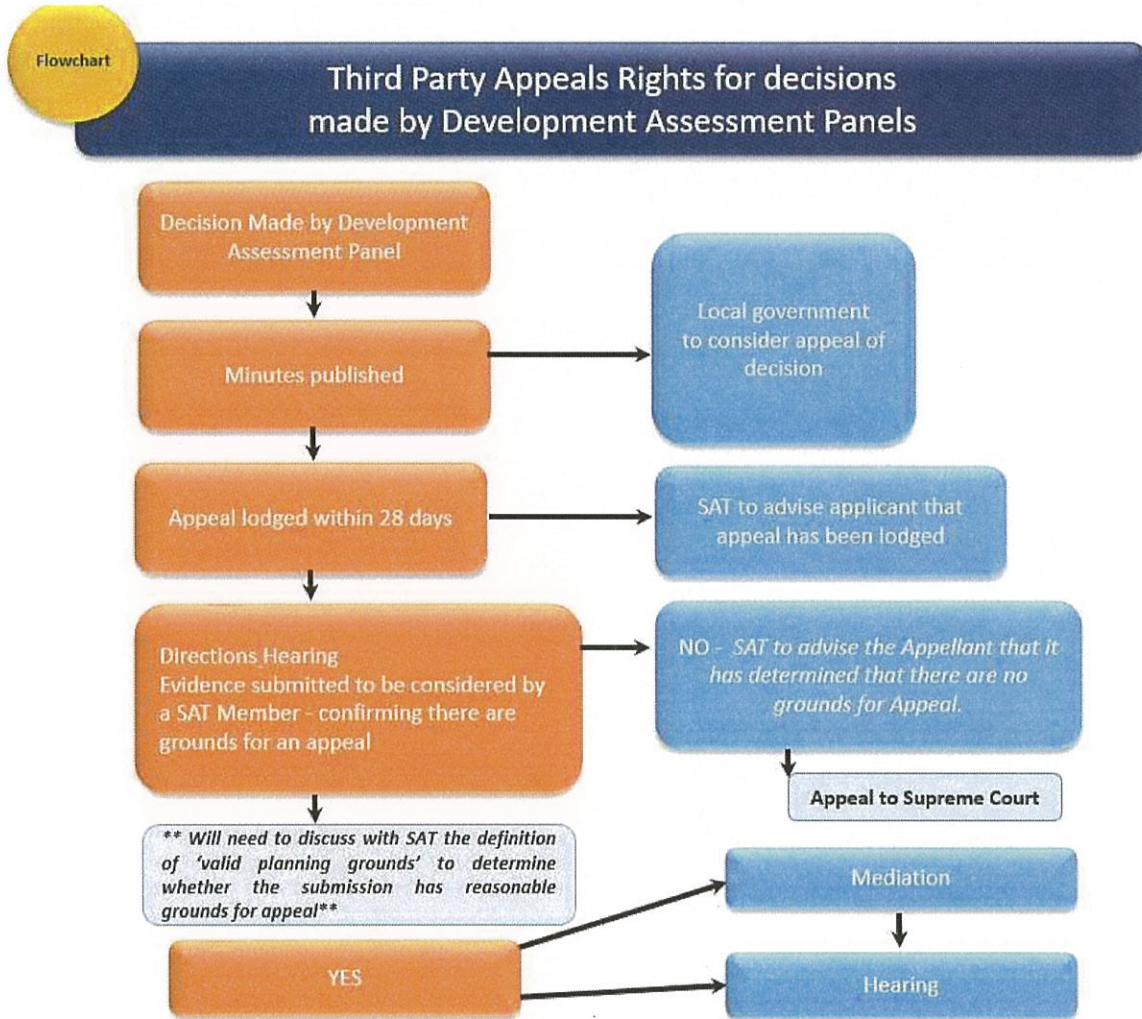 Flowchart
Third Party Appeals Rights for decisions
made by Development Assessment Panels
Decision Made by Development
Assessment Panel
Local government
to consider appeal of
decision
Minutes published
Appeal lodged within 28 days
SAT to advise applicant that
appeal has been lodged
Directions Hearing
Evidence submitted to be considered by
a SAT Member - confirming there are
grounds for an appeal
NO - SAT to advise the Appellant that it
has determined that there are no
grounds for Appeal.
Appeal to Supreme Court
** Will need to discuss with SAT the definition
of ‘valid planning grounds’ to determine
whether the submission has reasonable
grounds for appeal**
Mediation
YES
Hearing